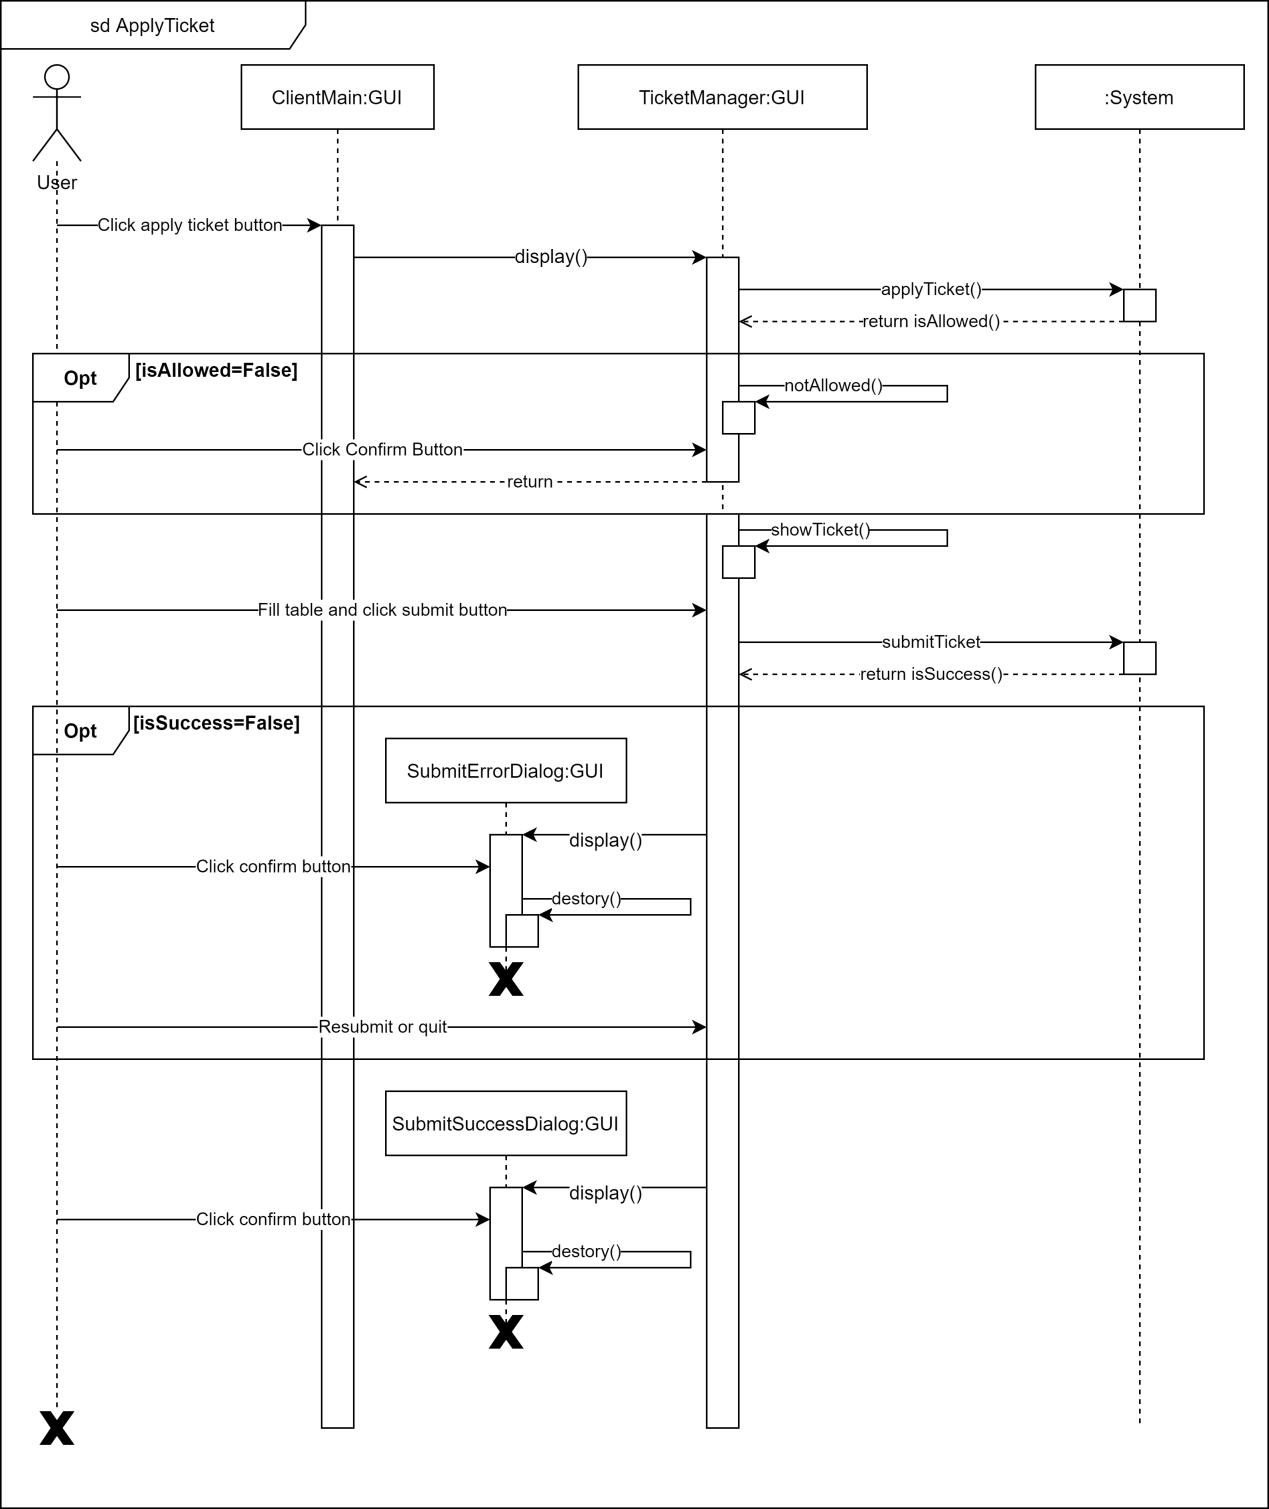 sd ApplyTicket
ClientMain:GUI
TicketManager:GUI
:System
User
Click apply ticket button
display()
applyTicket()
return isAllowed()
Opt
[isAllowed=False]
notAllowed()
Click Confirm Button
return
showTicket()
Fill table and click submit button
submitTicket
return isSuccess()
Opt
[isSuccess=False]
SubmitErrorDialog:GUI
display()
Click confirm button
destory()
X
Resubmit or quit
SubmitSuccessDialog:GUI
display()
Click confirm button
destory()
X
X